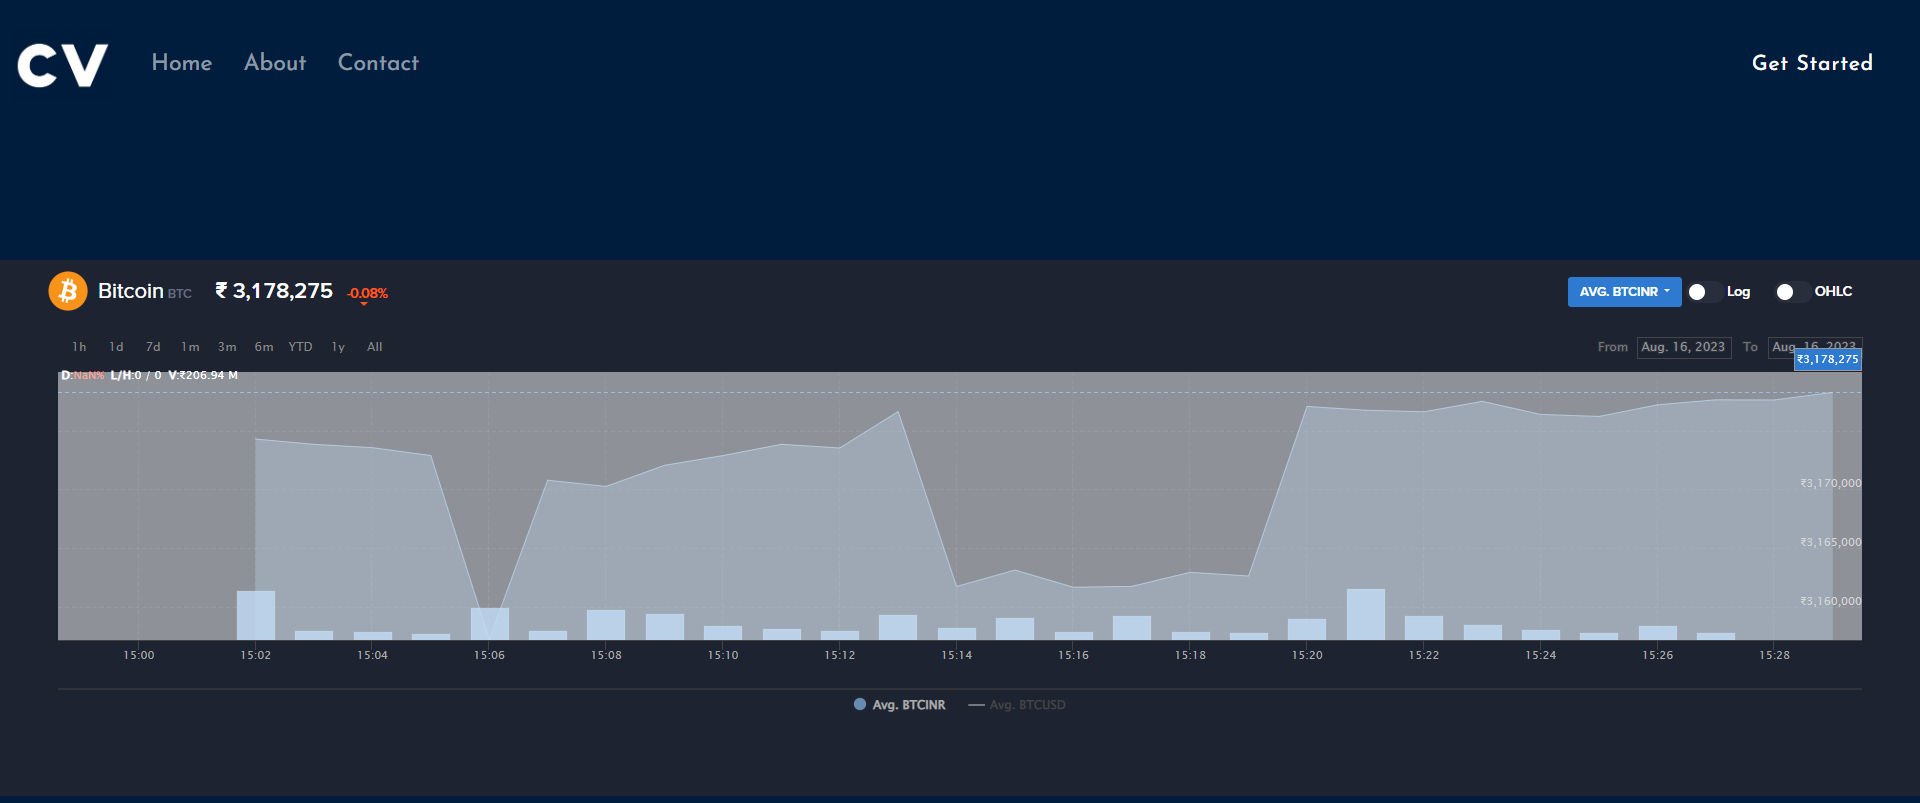 CV Home About Contact Get Started
Bitcoin BTC ₹ 3,178,275 -0.08% AVG. BTCINR Log OHLC
1h 1d 7d 1m 3m 6m YTD 1y All From Aug. 16, 2023 To Aug. 16, 2023
₹3,178,275
D:NaN% L/H:0 / 0 V:₹206.94 M
₹3,170,000
₹3,165,000
₹3,160,000
15:00 15:02 15:04 15:06 15:08 15:10 15:12 15:14 15:16 15:18 15:20 15:22 15:24 15:26 15:28
Avg. BTCINR Avg. BTCUSD